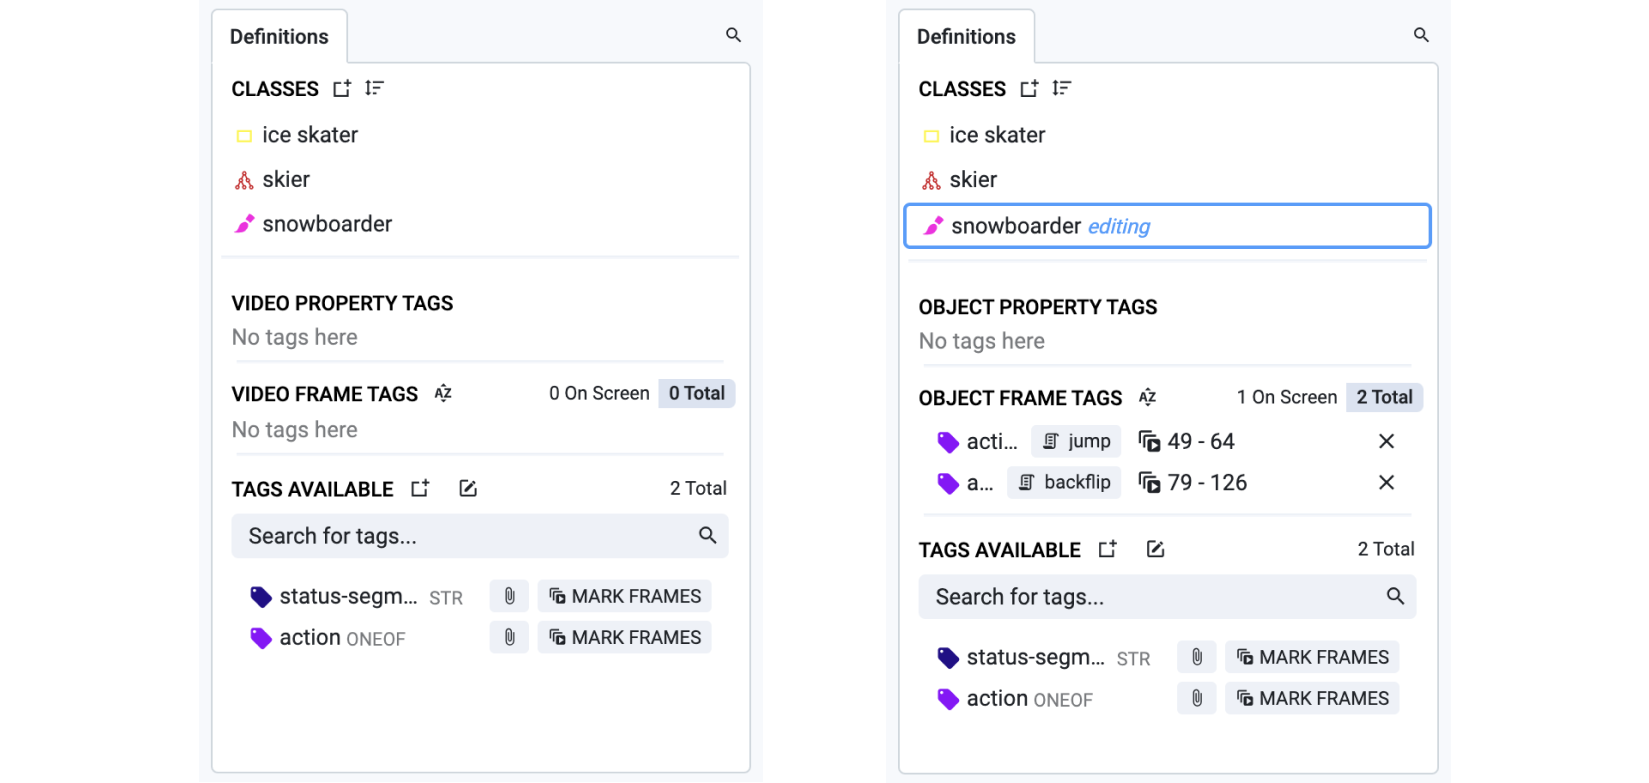 Definitions
CLASSES
ice skater
skier
snowboarder
VIDEO PROPERTY TAGS
No tags here
VIDEO FRAME TAGS AZ 0 On Screen 0 Total
No tags here
TAGS AVAILABLE 2 Total
Search for tags...
status-segm... STR MARK FRAMES
action ONEOF MARK FRAMES
Definitions
CLASSES
ice skater
skier
snowboarder editing
OBJECT PROPERTY TAGS
No tags here
OBJECT FRAME TAGS AZ 1 On Screen 2 Total
acti... jump 49 - 64
a... backflip 79 - 126
TAGS AVAILABLE 2 Total
Search for tags...
status-segm... STR MARK FRAMES
action ONEOF MARK FRAMES